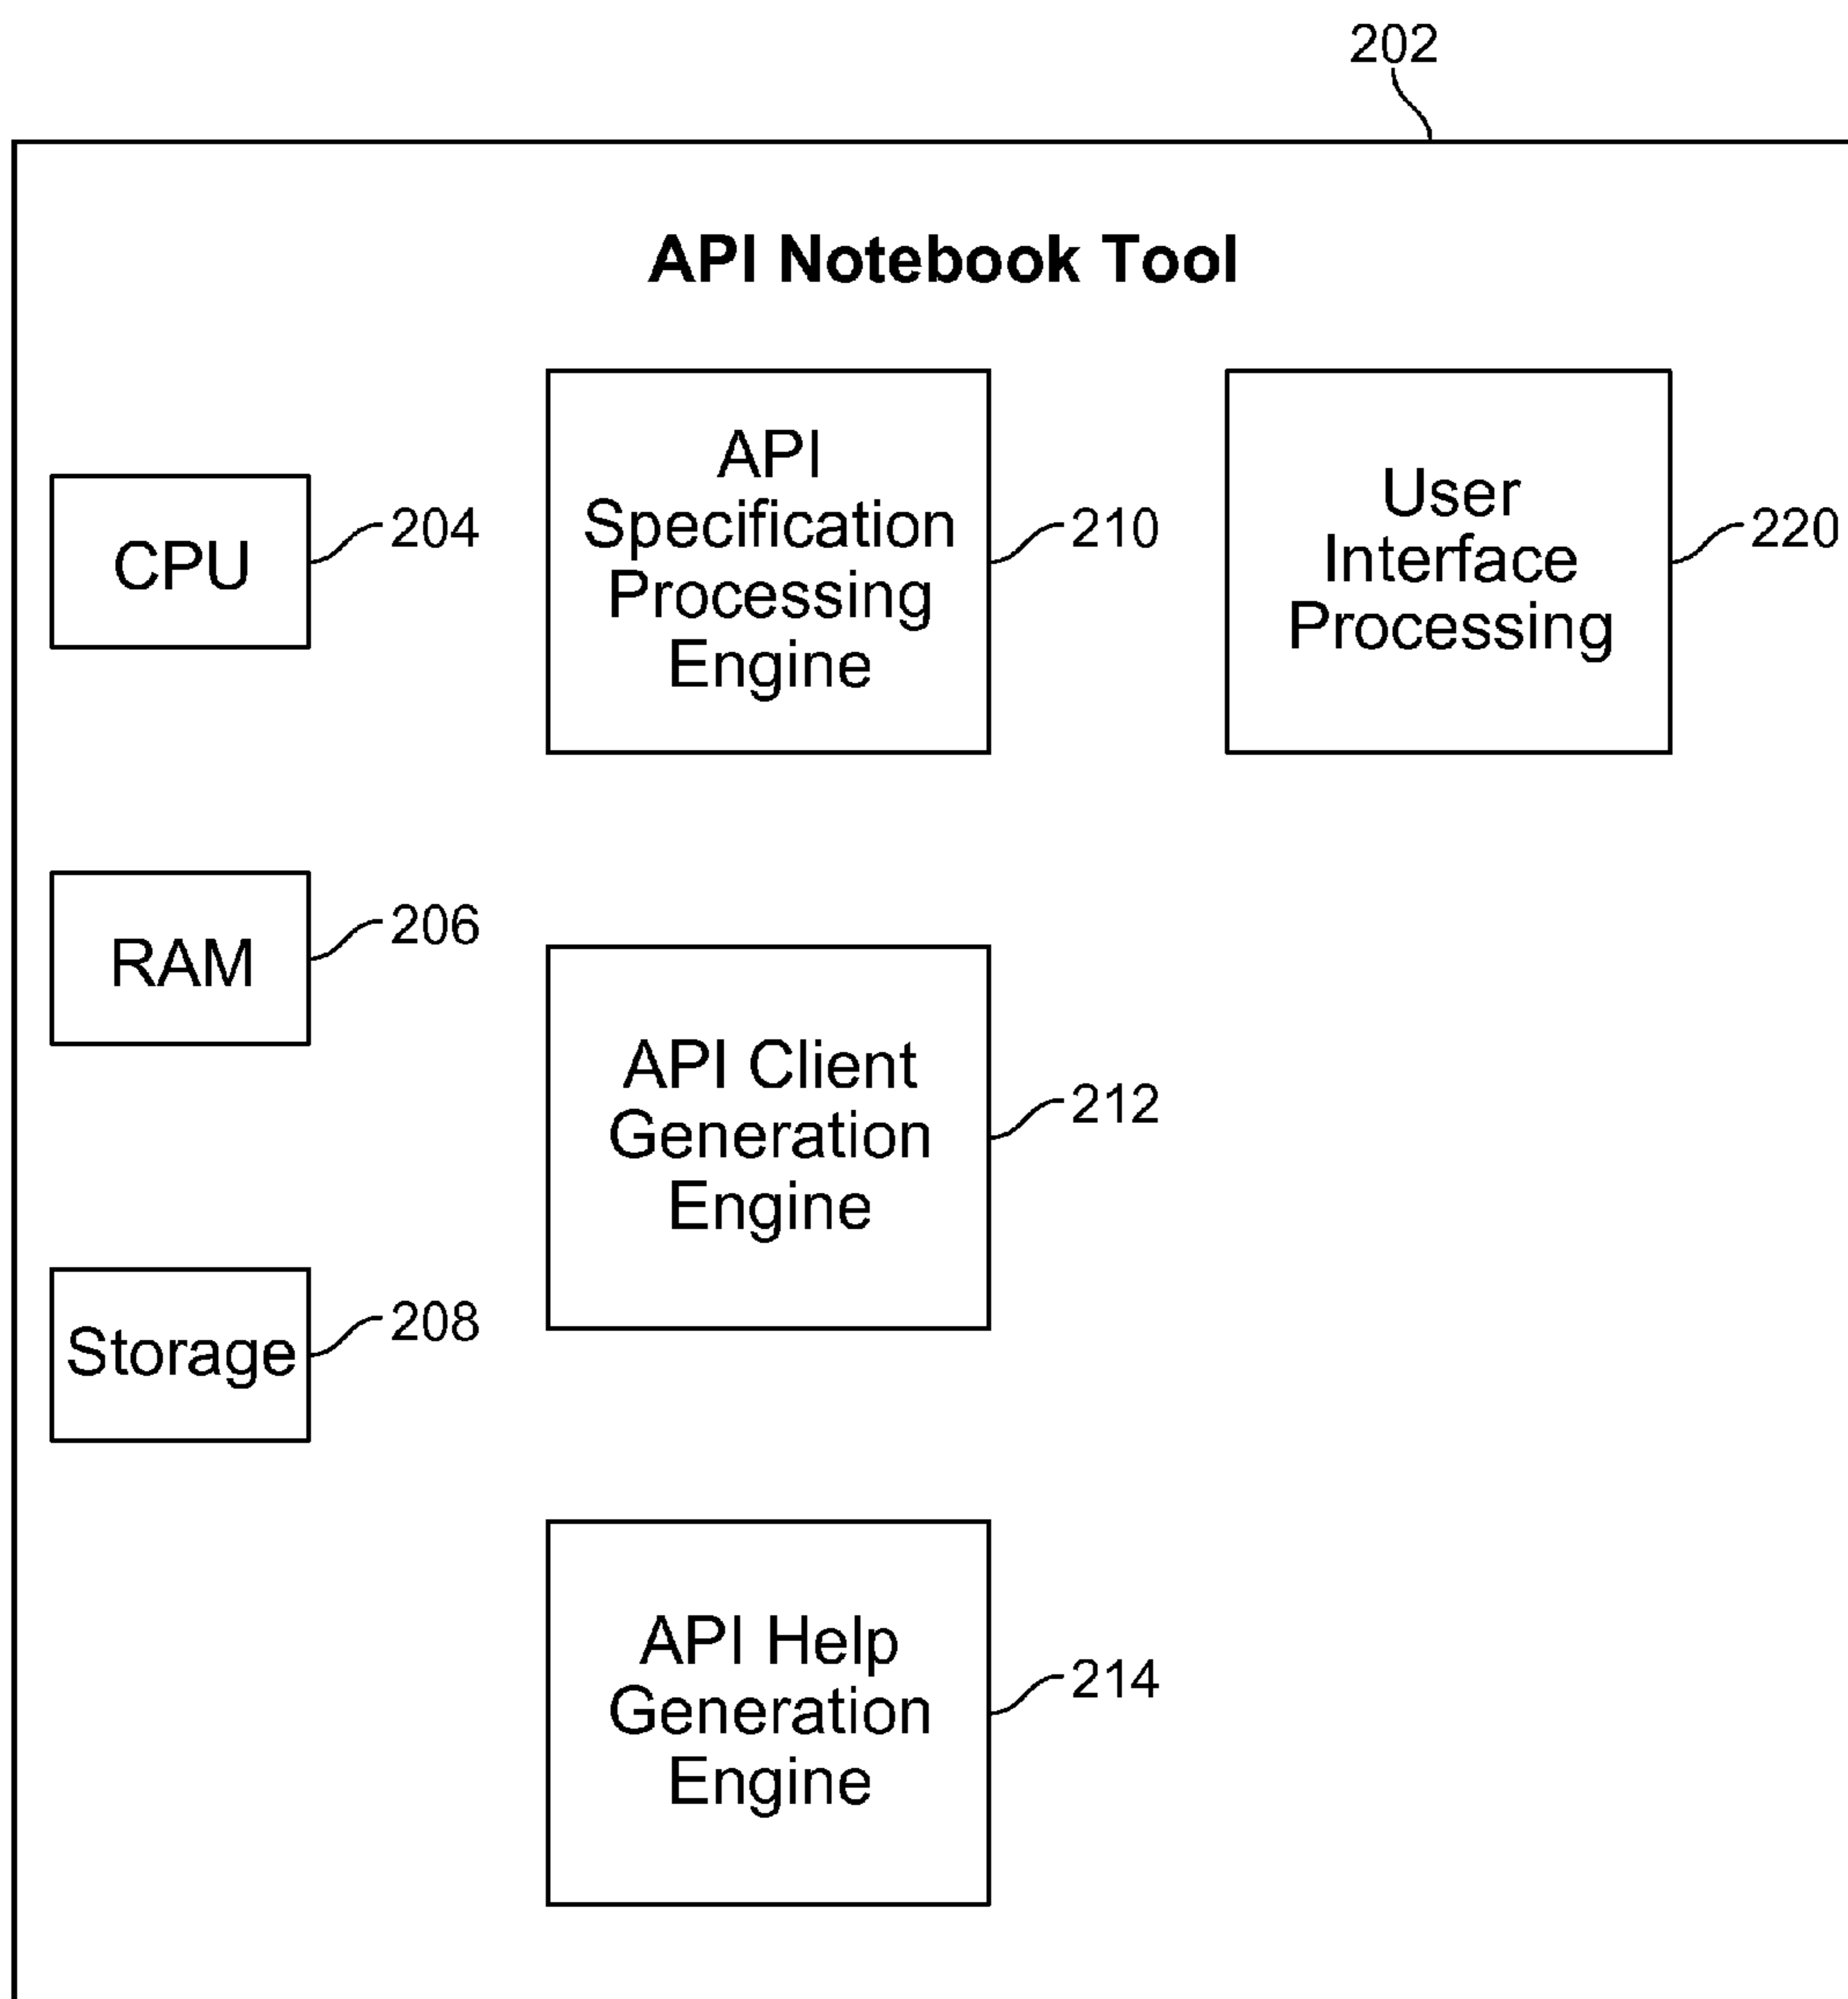 202
API Notebook Tool
CPU
204
API
Specification
Processing
Engine
210
User
Interface
Processing
220
RAM
206
API Client
Generation
Engine
212
Storage
208
API Help
Generation
Engine
214